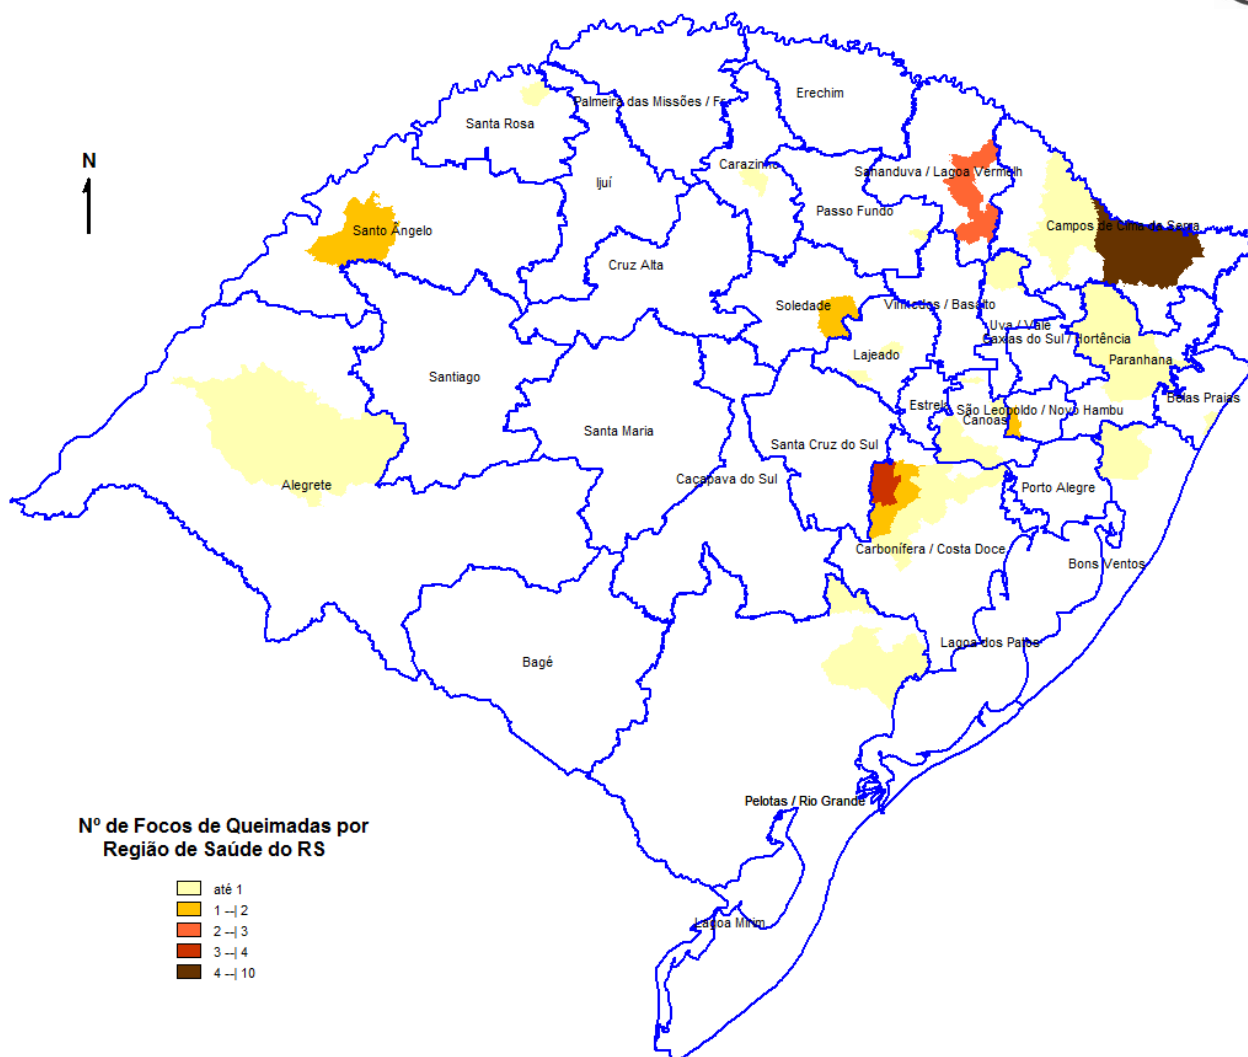 Erechim
Palmeira das Missões / Fr
Santa Rosa
N
Carazinho
Sananduva / Lagoa Vermelh
Ijuí
Passo Fundo
Campos de Cima da Serra
Santo Ângelo
Cruz Alta
Soledade
Vinhedos / Basalto
Uva / Vale
Caxias do Sul / Hortência
Lajeado
Paranhana
Santiago
Belas Praias
Estrela
São Leopoldo / Novo Hambu
Canoas
Santa Maria
Santa Cruz do Sul
Caçapava do Sul
Alegrete
Porto Alegre
Carbonífera / Costa Doce
Bons Ventos
Lagoa dos Patos
Bagé
Pelotas / Rio Grande
Nº de Focos de Queimadas por
Região de Saúde do RS
até 1
1 --| 2
2 --| 3
3 --| 4
4 --| 10
Lagoa Mirim